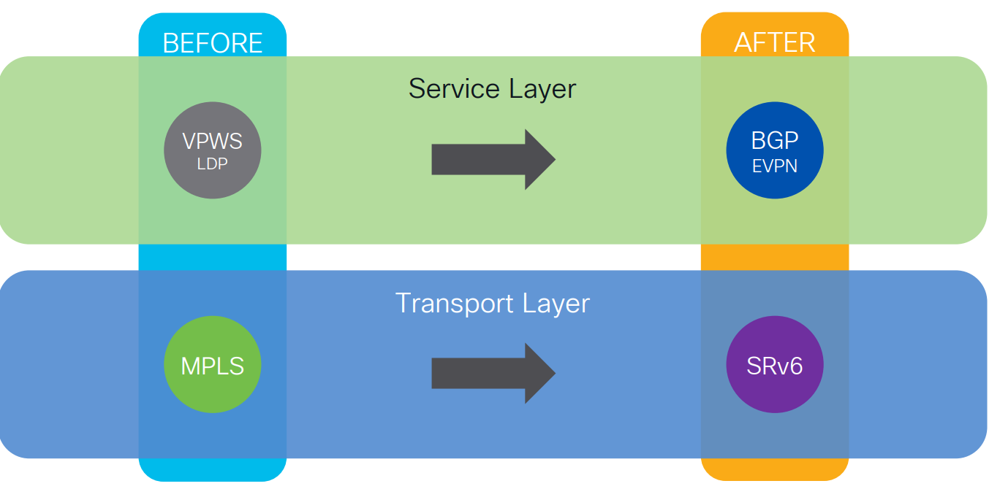 BEFORE
AFTER
Service Layer
VPWS
LDP
BGP
EVPN
Transport Layer
MPLS
SRv6